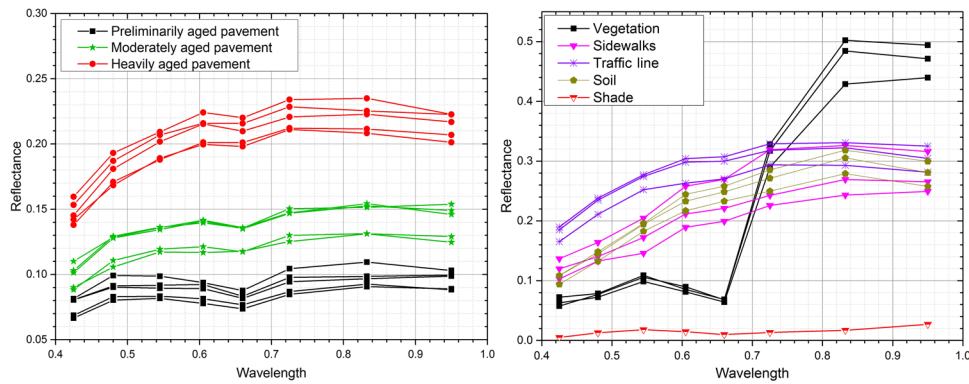 0.30
0.25
0.20
0.15
0.10
0.05
Reflectance
Preliminarily aged pavement
Moderately aged pavement
Heavily aged pavement
0.4 0.5 0.6 0.7 0.8 0.9 1.0
Wavelength
0.5
0.4
0.3
0.2
0.1
0.0
Reflectance
Vegetation
Sidewalks
Traffic line
Soil
Shade
0.4 0.5 0.6 0.7 0.8 0.9 1.0
Wavelength